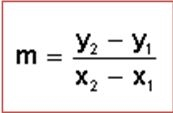 m = y₂ − y₁ / x₂ − x₁